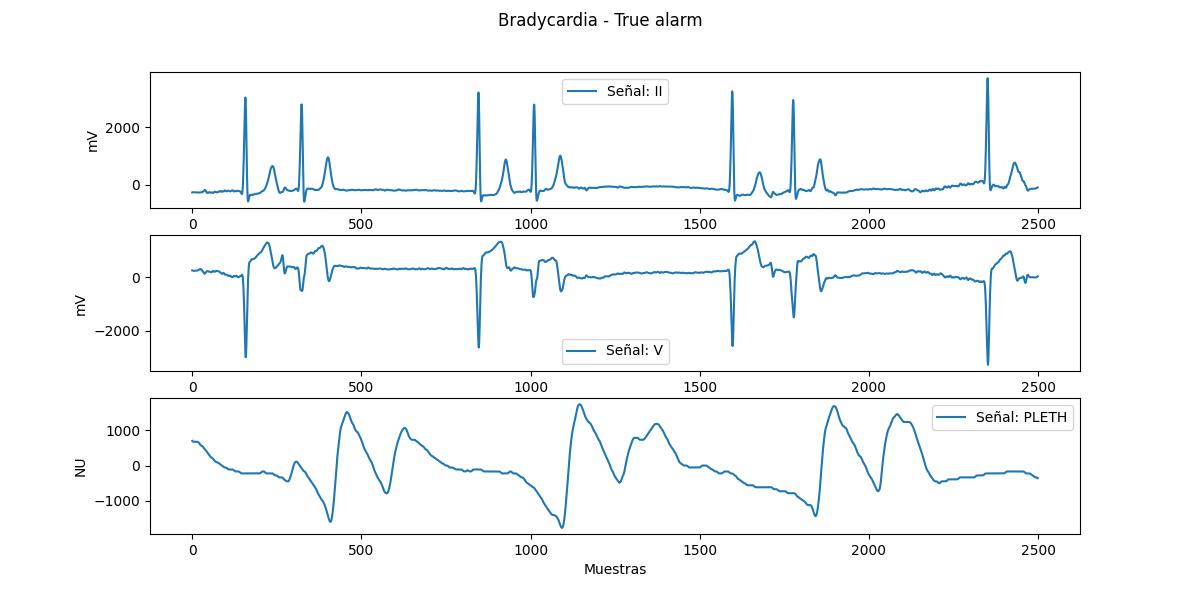 Bradycardia - True alarm
Señal: II
mV
2000
0
0 500 1000 1500 2000 2500
mV
0
−2000
Señal: V
0 500 1000 1500 2000 2500
Señal: PLETH
NU
1000
0
−1000
0 500 1000 1500 2000 2500
Muestras